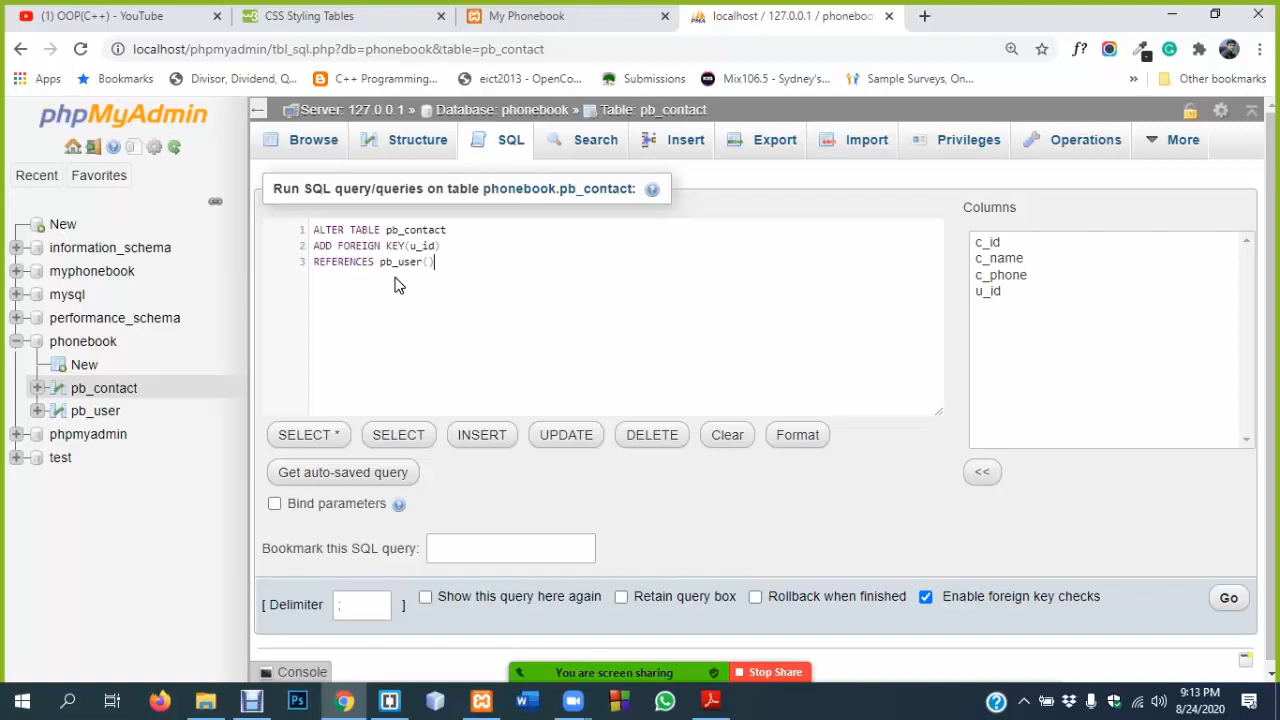 (1) OOP(C++) - YouTube
CSS Styling Tables
My Phonebook
localhost / 127.0.0.1 / phoneboo
localhost/phpmyadmin/tbl_sql.php?db=phonebook&table=pb_contact
f?
Apps
Bookmarks
Divisor, Dividend, Q...
C++ Programming...
eict2013 - OpenCo...
Submissions
Mix106.5 - Sydney's...
Sample Surveys, On...
»
Other bookmarks
phpMyAdmin
Recent
Favorites
New
information_schema
myphonebook
mysql
performance_schema
phonebook
New
pb_contact
pb_user
phpmyadmin
test
Server: 127.0.0.1 » Database: phonebook » Table: pb_contact
Browse
Structure
SQL
Search
Insert
Export
Import
Privileges
Operations
More
Run SQL query/queries on table phonebook.pb_contact:
1 ALTER TABLE pb_contact
2 ADD FOREIGN KEY(u_id)
3 REFERENCES pb_user()
Columns
c_id
c_name
c_phone
u_id
SELECT *
SELECT
INSERT
UPDATE
DELETE
Clear
Format
<<
Get auto-saved query
Bind parameters
Bookmark this SQL query:
[ Delimiter ; ]
Show this query here again
Retain query box
Rollback when finished
Enable foreign key checks
Go
Console
You are screen sharing
Stop Share
9:13 PM
8/24/2020